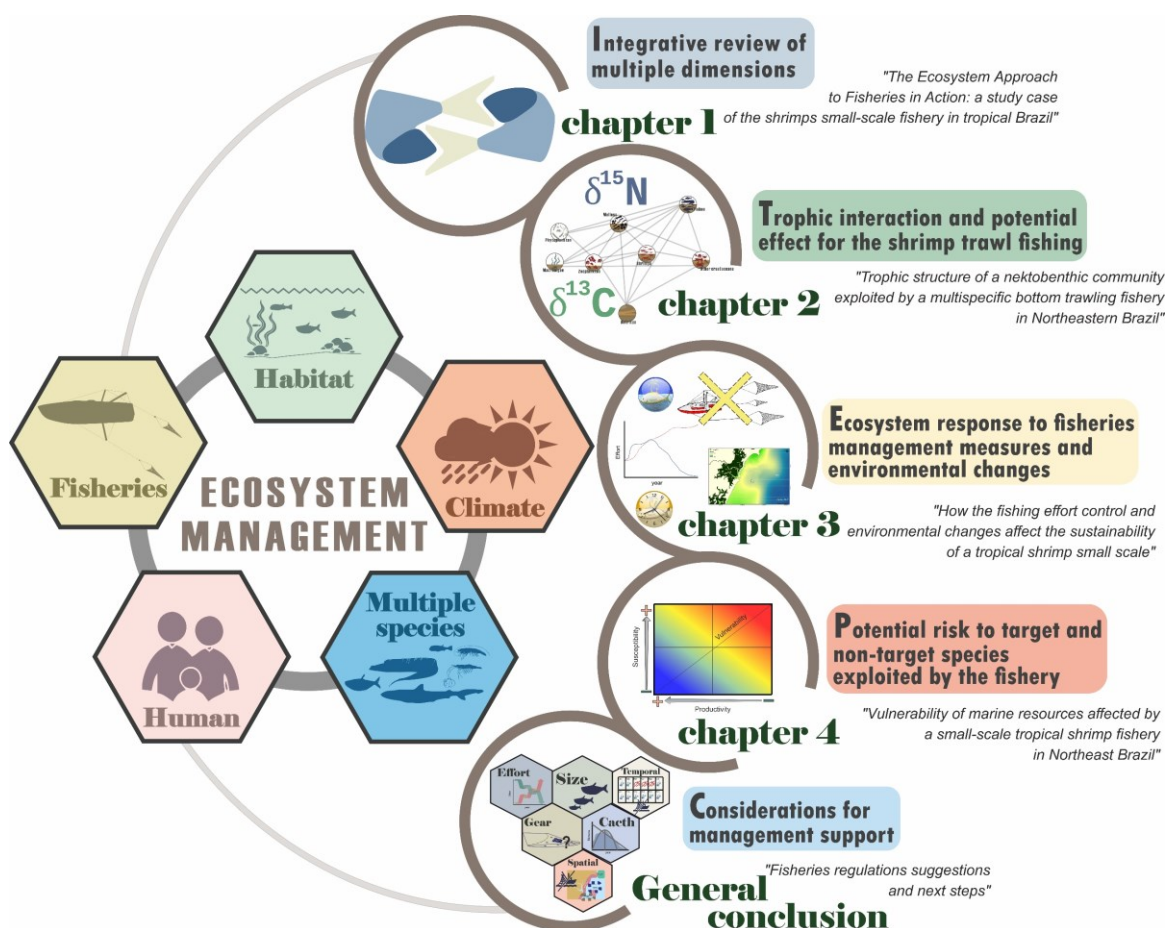 Integrative review of
multiple dimensions
"The Ecosystem Approach
to Fisheries in Action: a study case
of the shrimps small-scale fishery in tropical Brazil"
chapter 1
δ15N
δ13C
Trophic interaction and potential
effect for the shrimp trawl fishing
"Trophic structure of a nektobenthic community
exploited by a multispecific bottom trawling fishery
in Northeastern Brazil"
chapter 2
Habitat
Fisheries
Climate
ECOSYSTEM
MANAGEMENT
Human
Multiple
species
Effort
year
Ecosystem response to fisheries
management measures and
environmental changes
"How the fishing effort control and
environmental changes affect the sustainability
of a tropical shrimp small scale"
chapter 3
Susceptibility
+
-
Vulnerability
+
-
Productivity
Potential risk to target and
non-target species
exploited by the fishery
"Vulnerability of marine resources affected by
a small-scale tropical shrimp fishery
in Northeast Brazil"
chapter 4
Effort
Size
Temporal
Gear
?
Cacth
Spatial
Considerations for
management support
"Fisheries regulations suggestions
and next steps"
General
conclusion